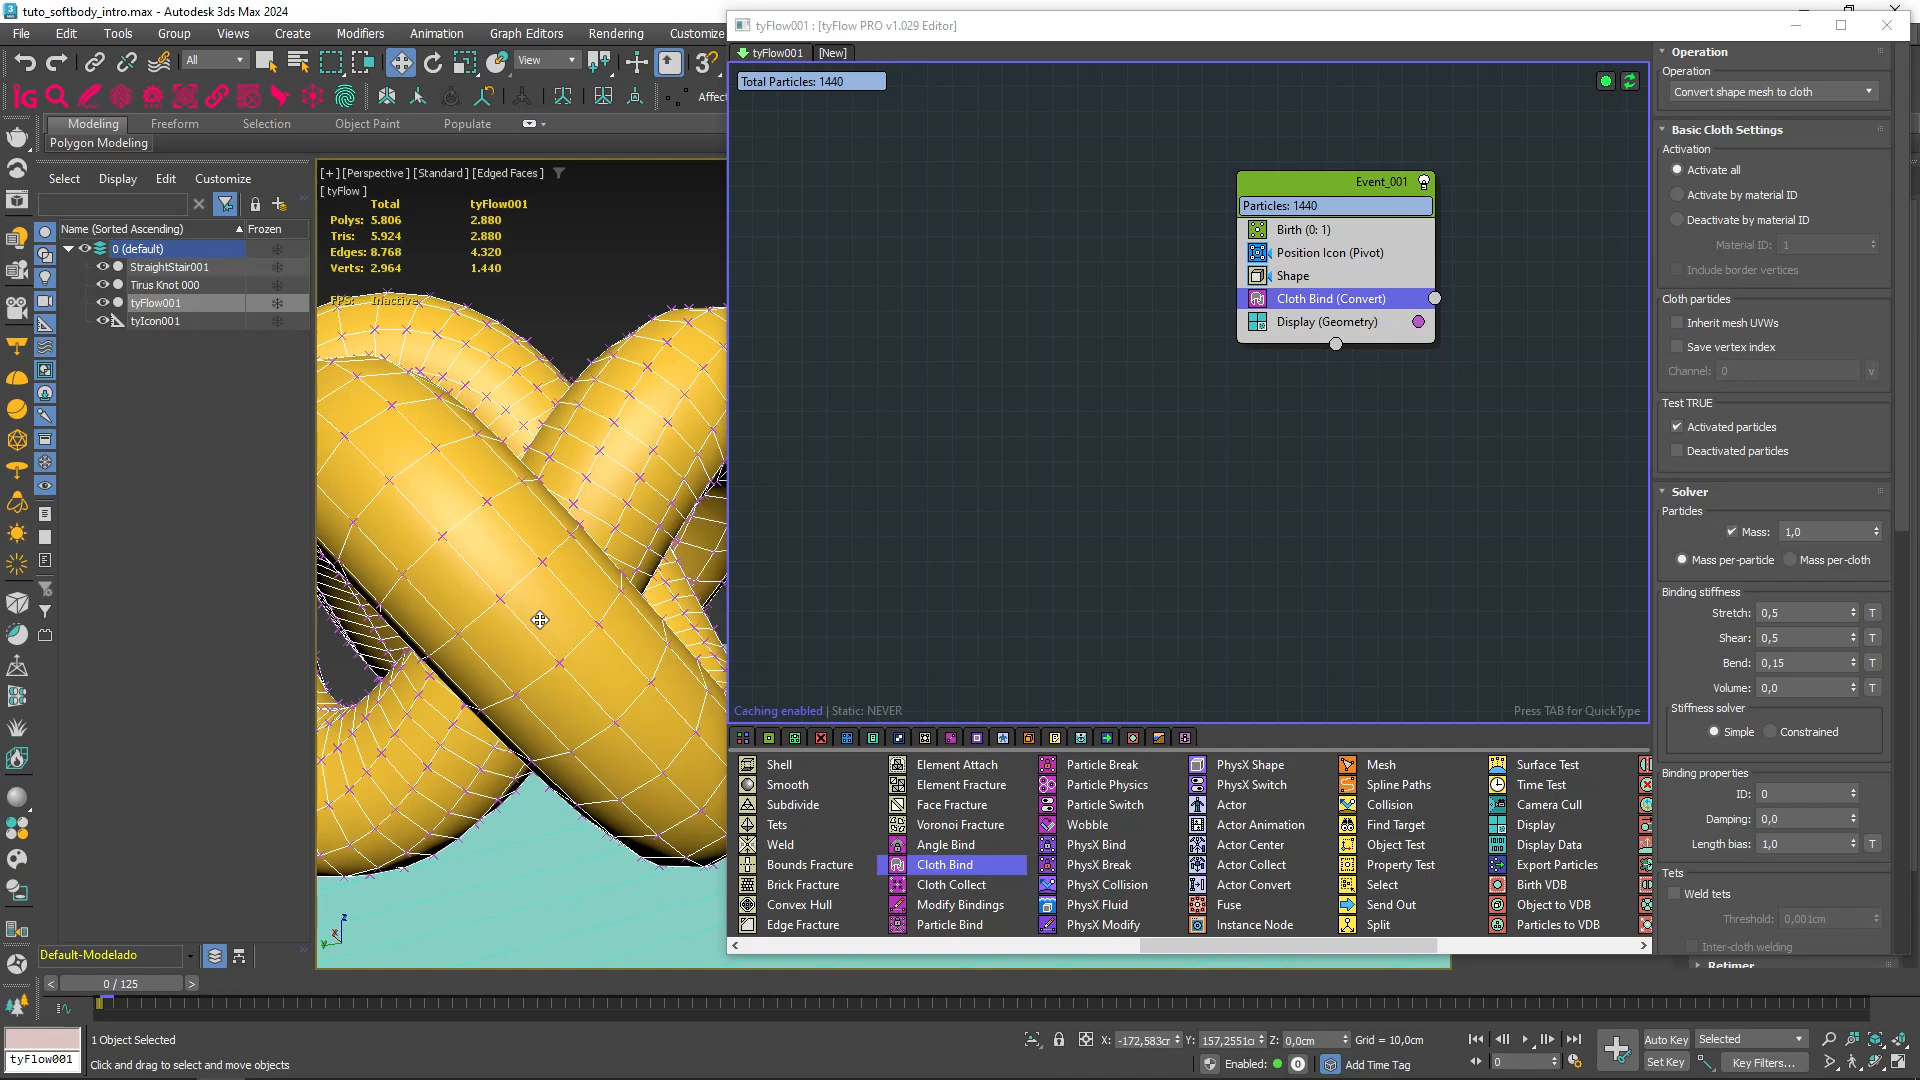 tuto_softbody_intro.max - Autodesk 3ds Max 2024
File Edit Tools Group Views Create Modifiers Animation Graph Editors Rendering Customize
All
View
Affec
Modeling Freeform Selection Object Paint Populate
Polygon Modeling
Select Display Edit Customize
Name (Sorted Ascending) Frozen
0 (default)
StraightStair001
Tirus Knot 000
tyFlow001
tyIcon001
[+] [Perspective ] [Standard ] [Edged Faces ]
[ tyFlow ]
Total tyFlow001
Polys: 5.806 2.880
Tris: 5.924 2.880
Edges: 8.768 4.320
Verts: 2.964 1.440
FPS: Inactive
tyFlow001 : [tyFlow PRO v1.029 Editor]
tyFlow001 [New]
Total Particles: 1440
Event_001
Particles: 1440
Birth (0: 1)
Position Icon (Pivot)
Shape
Cloth Bind (Convert)
Display (Geometry)
Caching enabled | Static: NEVER
Press TAB for QuickType
Shell Element Attach Particle Break PhysX Shape Mesh Surface Test
Smooth Element Fracture Particle Physics PhysX Switch Spline Paths Time Test
Subdivide Face Fracture Particle Switch Actor Collision Camera Cull
Tets Voronoi Fracture Wobble Actor Animation Find Target Display
Weld Angle Bind PhysX Bind Actor Center Object Test Display Data
Bounds Fracture Cloth Bind PhysX Break Actor Collect Property Test Export Particles
Brick Fracture Cloth Collect PhysX Collision Actor Convert Select Birth VDB
Convex Hull Modify Bindings PhysX Fluid Fuse Send Out Object to VDB
Edge Fracture Particle Bind PhysX Modify Instance Node Split Particles to VDB
Operation
Operation
Convert shape mesh to cloth
Basic Cloth Settings
Activation
Activate all
Activate by material ID
Deactivate by material ID
Material ID: 1
Include border vertices
Cloth particles
Inherit mesh UVWs
Save vertex index
Channel: 0 v
Test TRUE
Activated particles
Deactivated particles
Solver
Particles
Mass: 1,0
Mass per-particle Mass per-cloth
Binding stiffness
Stretch: 0,5 T
Shear: 0,5 T
Bend: 0,15 T
Volume: 0,0 T
Stiffness solver
Simple Constrained
Binding properties
ID: 0
Damping: 0,0
Length bias: 1,0 T
Tets
Weld tets
Threshold: 0,001cm
Inter-cloth welding
Retimer
Default-Modelado
0 / 125
tyFlow001
1 Object Selected
Click and drag to select and move objects
X: -172,583cr Y: 157,2551c Z: 0,0cm Grid = 10,0cm
Enabled: 0 Add Time Tag
0
Auto Key Selected
Set Key Key Filters...
z
x
y